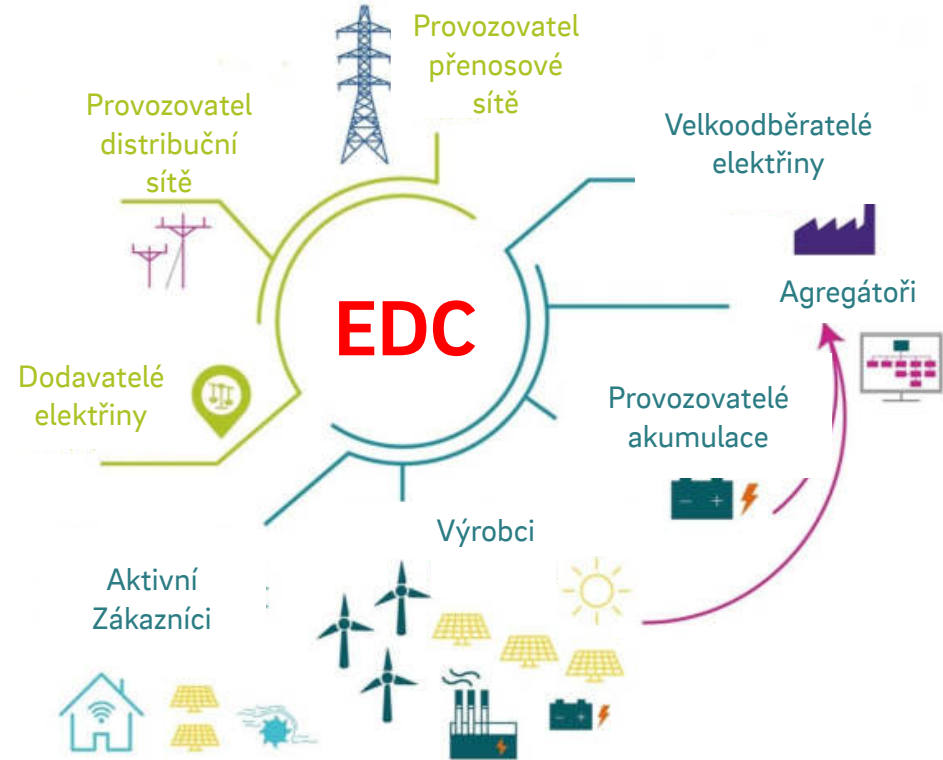 Provozovatel
přenosové
sítě
Provozovatel
distribuční
sítě
Velkoodběratelé
elektřiny
Agregátoři
EDC
Dodavatelé
elektřiny
Provozovatelé
akumulace
Výrobci
Aktivní
Zákazníci